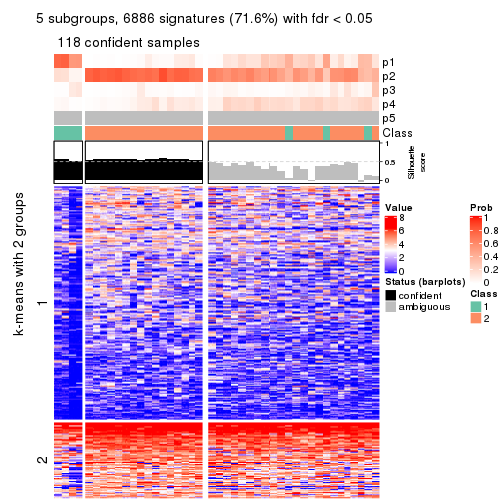 5 subgroups, 6886 signatures (71.6%) with fdr < 0.05
118 confident samples
p1
p2
p3
p4
p5
Class
1
0.5
0
Silhouette
score
k-means with 2 groups
1
2
Value
8
6
4
2
0
Prob
1
0.8
0.6
0.4
0.2
0
Status (barplots)
confident
ambiguous
Class
1
2